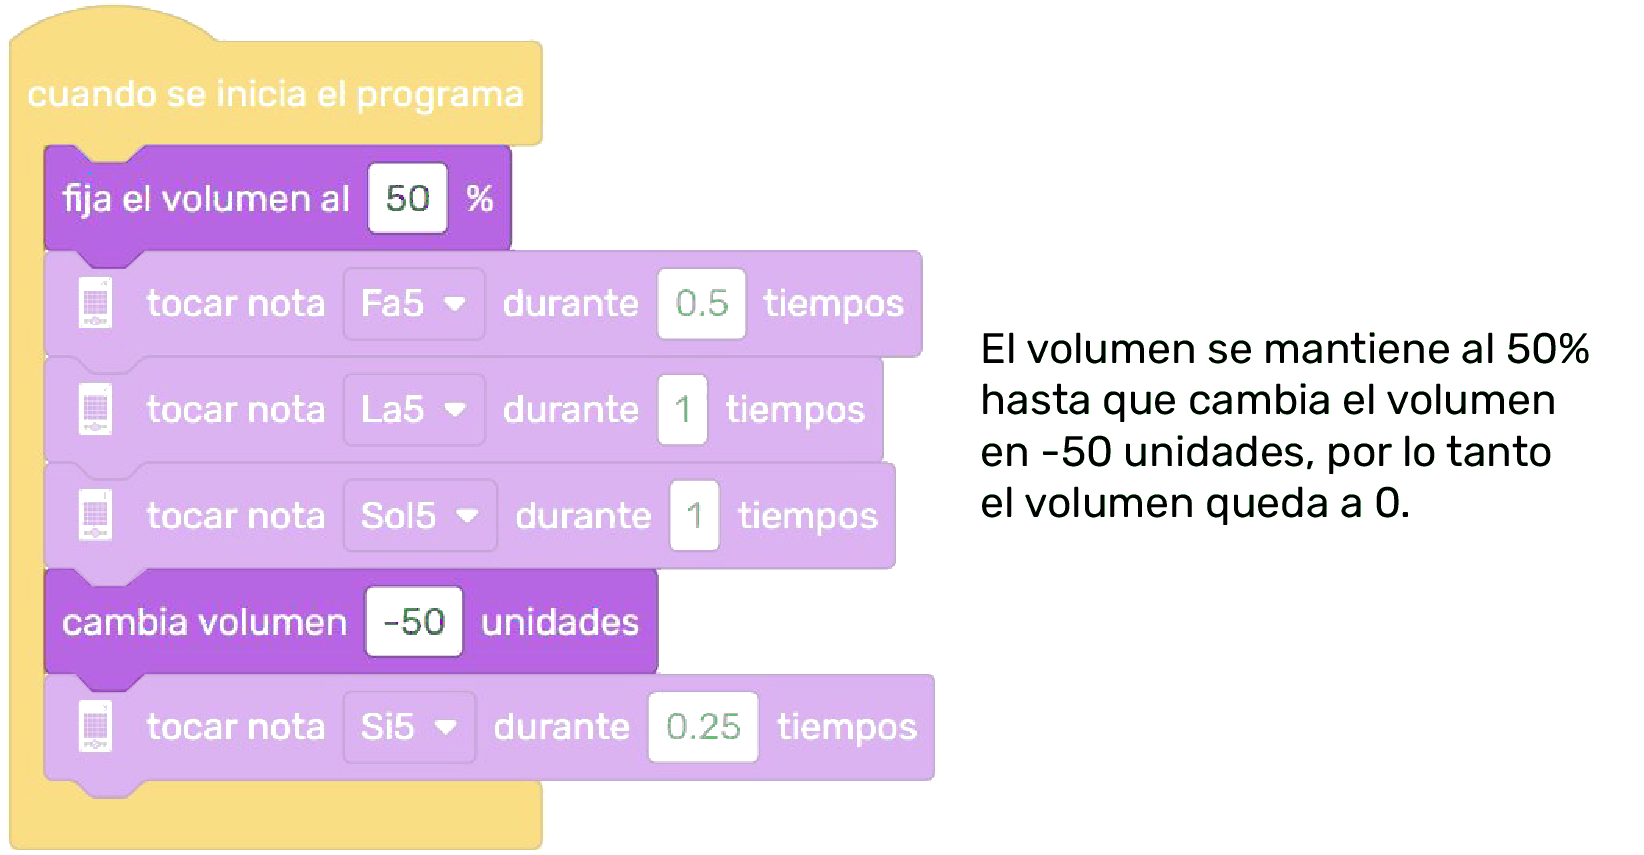 cuando se inicia el programa
fija el volumen al 50 %
tocar nota Fa5 durante 0.5 tiempos
tocar nota La5 durante 1 tiempos
tocar nota Sol5 durante 1 tiempos
cambia volumen -50 unidades
tocar nota Si5 durante 0.25 tiempos
El volumen se mantiene al 50%
hasta que cambia el volumen
en -50 unidades, por lo tanto
el volumen queda a 0.